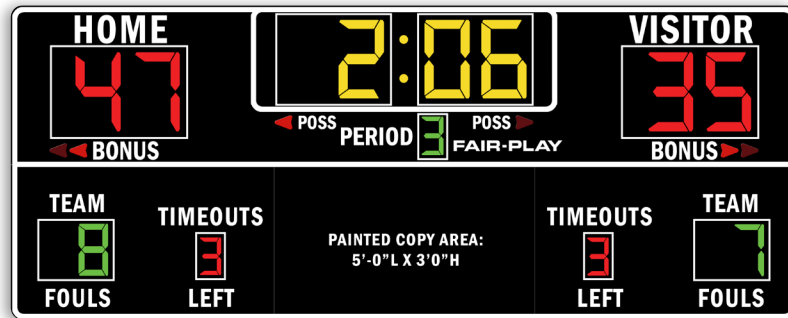 HOME
2:06
VISITOR
47
35
POSS
PERIOD 3
POSS
FAIR-PLAY
BONUS
BONUS
TEAM
8
FOULS
TIMEOUTS
3
LEFT
PAINTED COPY AREA:
5'-0"L X 3'0"H
TIMEOUTS
3
LEFT
TEAM
7
FOULS